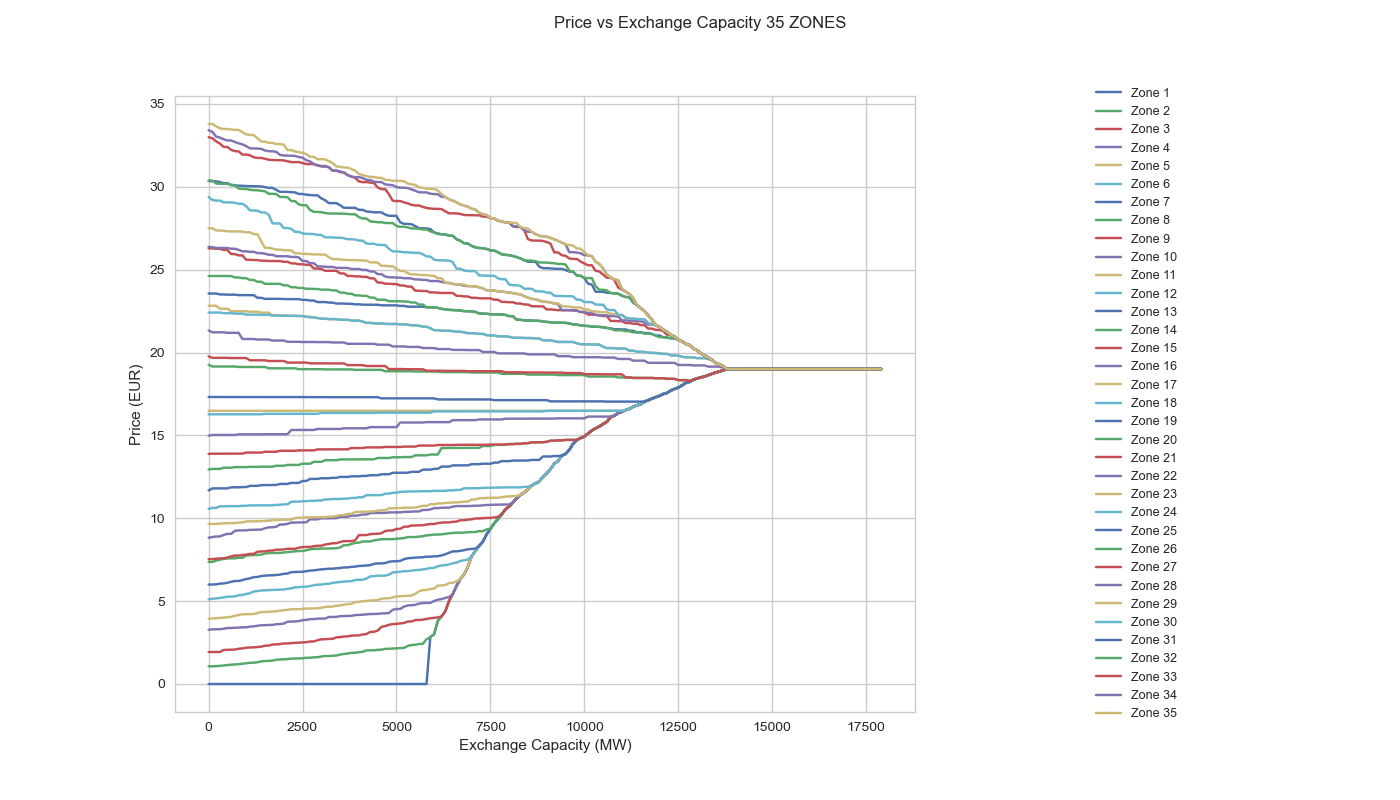 Price vs Exchange Capacity 35 ZONES
35
30
25
20
15
10
5
0
Price (EUR)
0 2500 5000 7500 10000 12500 15000 17500
Exchange Capacity (MW)
Zone 1
Zone 2
Zone 3
Zone 4
Zone 5
Zone 6
Zone 7
Zone 8
Zone 9
Zone 10
Zone 11
Zone 12
Zone 13
Zone 14
Zone 15
Zone 16
Zone 17
Zone 18
Zone 19
Zone 20
Zone 21
Zone 22
Zone 23
Zone 24
Zone 25
Zone 26
Zone 27
Zone 28
Zone 29
Zone 30
Zone 31
Zone 32
Zone 33
Zone 34
Zone 35